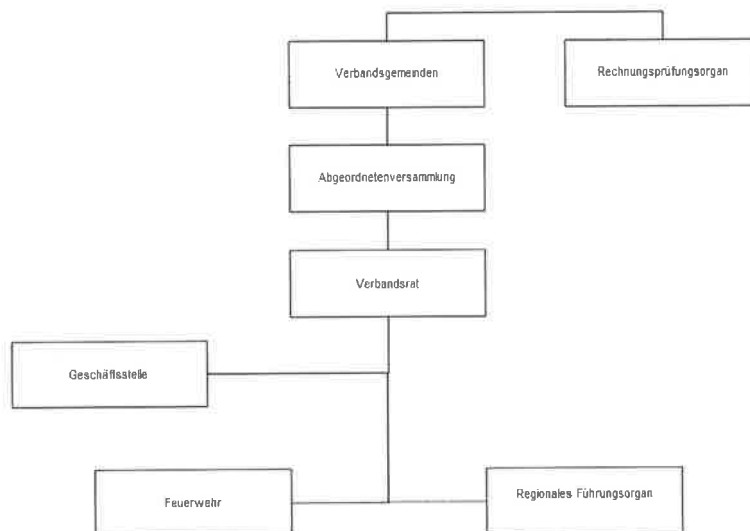 Verbandsgemeinden
Rechnungsprüfungsorgan
Abgeordnetenversammlung
Verbandsrat
Geschäftsstelle
Feuerwehr
Regionales Führungsorgan